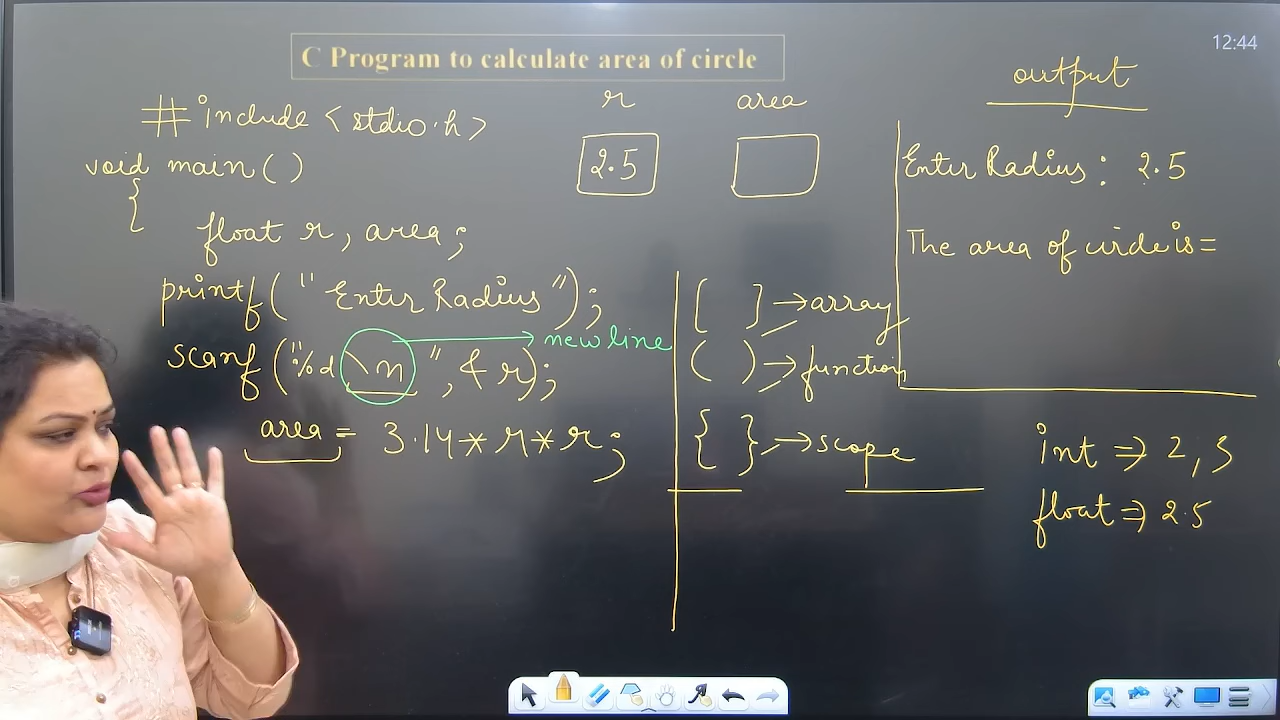 12:44
C Program to calculate area of circle
# include <stdio.h>
void main()
{
float r, area;
printf("Enter Radius");
scanf("%d \n", & r);
area = 3.14*r*r;
new line
r
2.5
area
[ ] → array
( ) → function
{ } → scope
output
Enter Radius: 2.5
The area of circle is =
int ⇒ 2, 3
float ⇒ 2.5